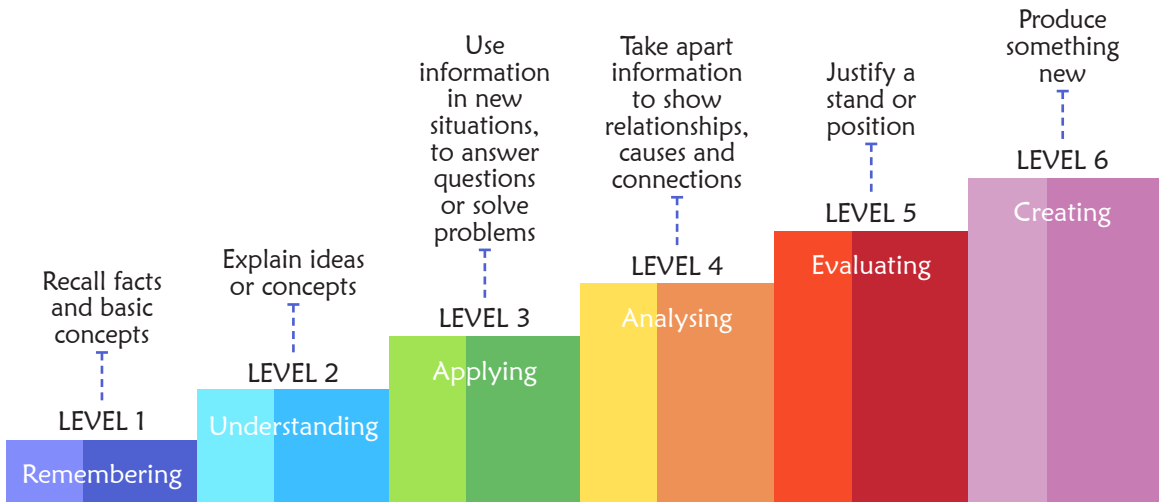 Recall facts
and basic
concepts
LEVEL 1
Remembering
Explain ideas
or concepts
LEVEL 2
Understanding
Use
information
in new
situations,
to answer
questions
or solve
problems
LEVEL 3
Applying
Take apart
information
to show
relationships,
causes and
connections
LEVEL 4
Analysing
Justify a
stand or
position
LEVEL 5
Evaluating
Produce
something
new
LEVEL 6
Creating